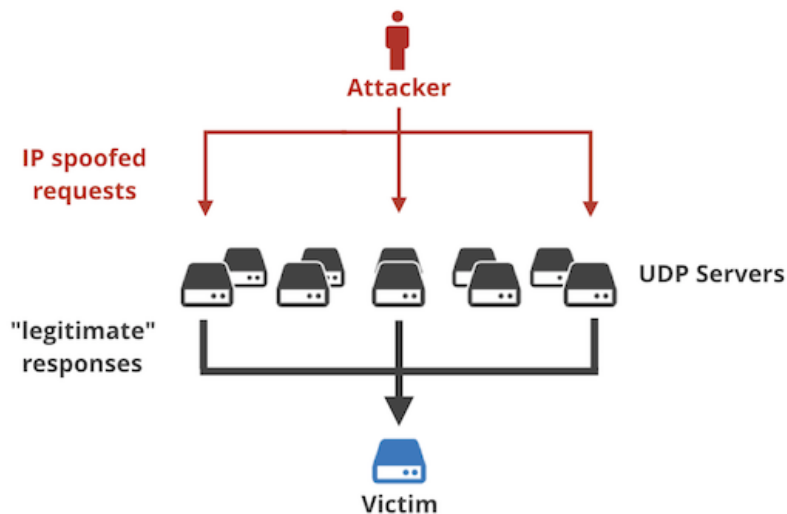 Attacker
IP spoofed
requests
UDP Servers
"legitimate"
responses
Victim